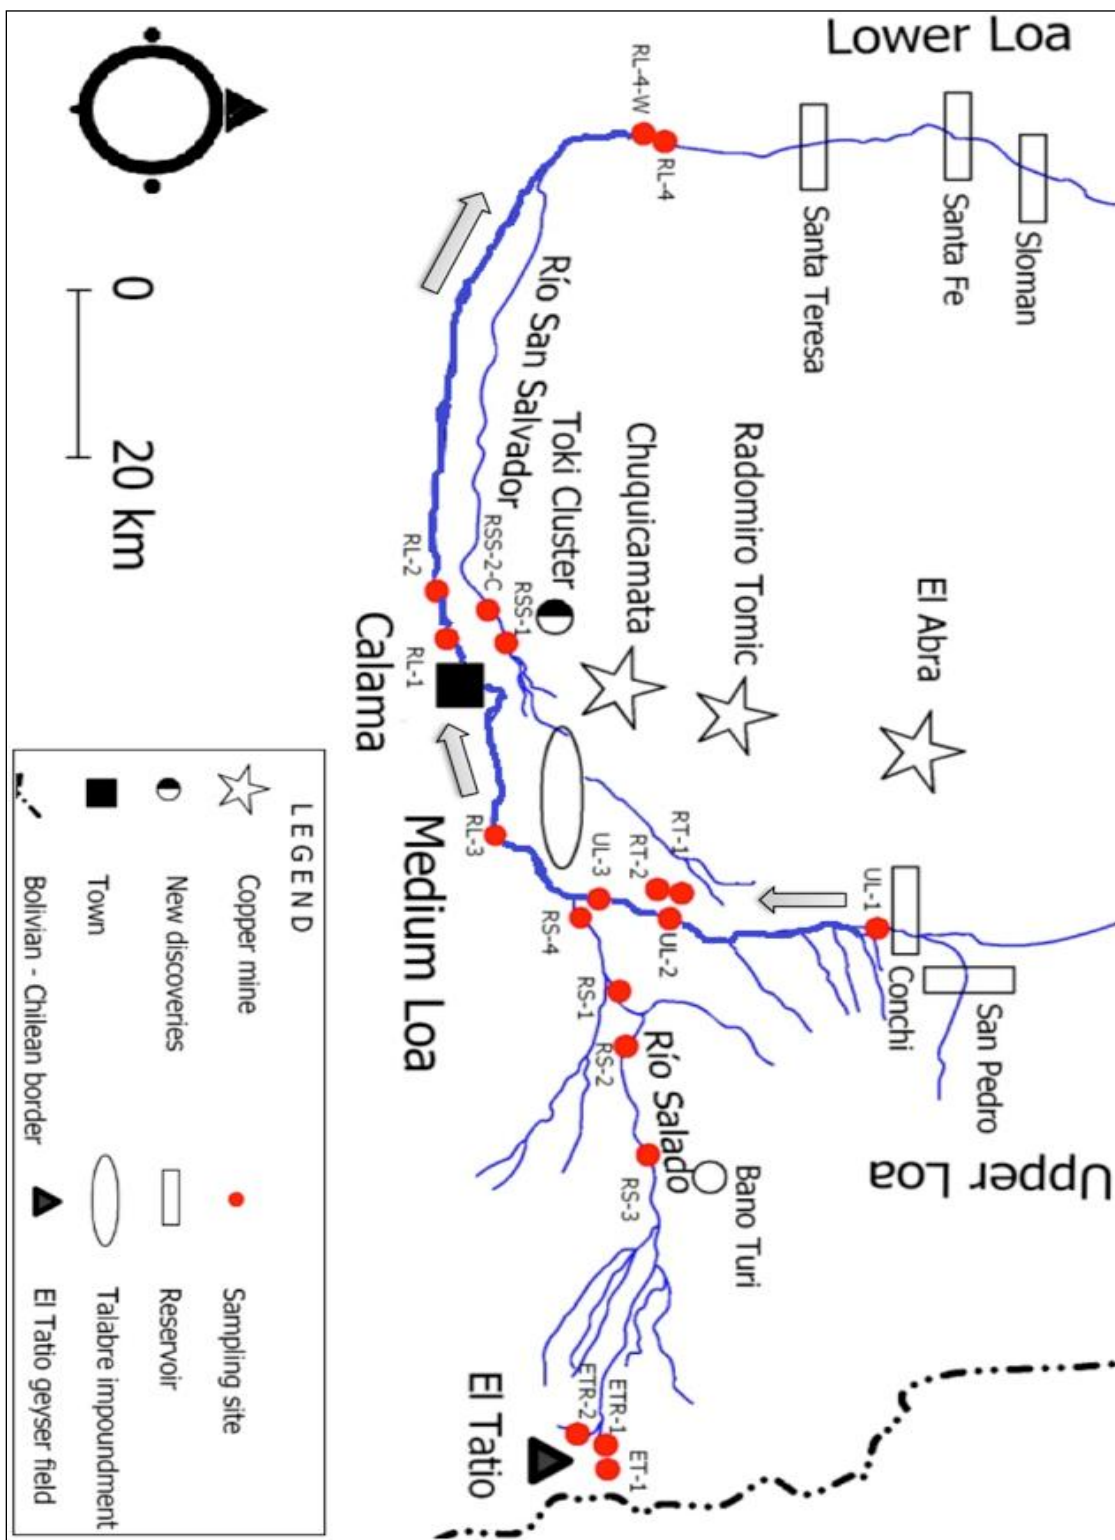 Lower Loa
RL-4-W
RL-4
Santa Teresa
Santa Fe
Sloman
0
20 km
Río San Salvador
Toki Cluster
Chuquicamata
Radomiro Tomic
El Abra
RL-2
RL-1
RSS-2-C
RSS-1
Calama
Medium Loa
RL-3
UL-3
RT-2
RT-1
UL-2
UL-1
Conchi
San Pedro
Upper Loa
RS-4
RS-1
RS-2
Río Salado
RS-3
Bano Turi
El Tatio
ETR-2
ETR-1
ET-1
LEGEND
Copper mine
New discoveries
Town
Bolivian - Chilean border
Sampling site
Reservoir
Talabre impoundment
El Tatio geyser field